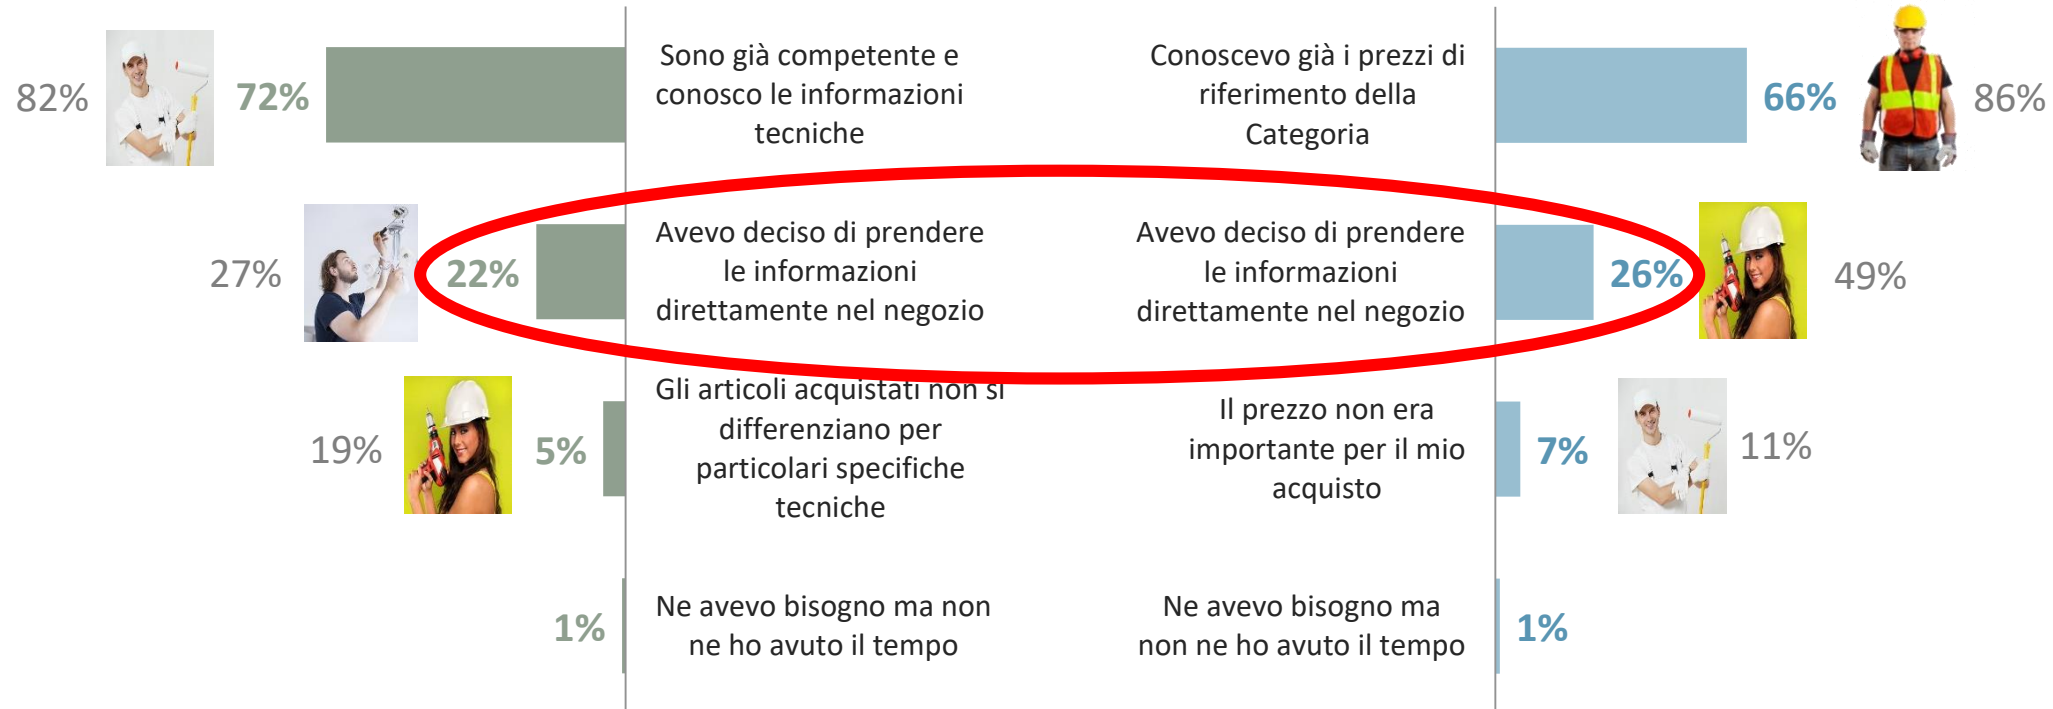 82%
72%
Sono già competente e
conosco le informazioni
tecniche
Conoscevo già i prezzi di
riferimento della
Categoria
66%
86%
27%
22%
Avevo deciso di prendere
le informazioni
direttamente nel negozio
Avevo deciso di prendere
le informazioni
direttamente nel negozio
26%
49%
19%
5%
Gli articoli acquistati non si
differenziano per
particolari specifiche
tecniche
Il prezzo non era
importante per il mio
acquisto
7%
11%
1%
Ne avevo bisogno ma non
ne ho avuto il tempo
Ne avevo bisogno ma
non ne ho avuto il tempo
1%